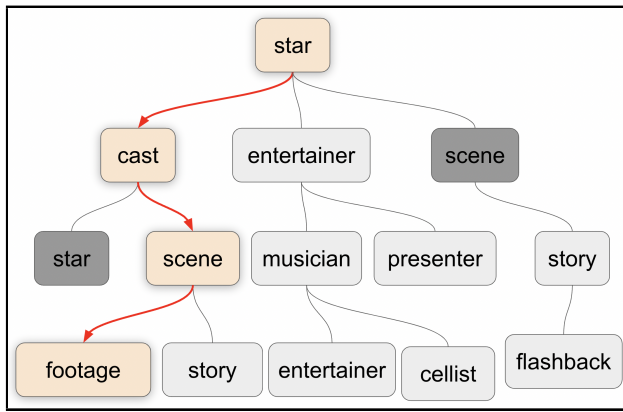 star
cast
entertainer
scene
star
scene
musician
presenter
story
footage
story
entertainer
cellist
flashback